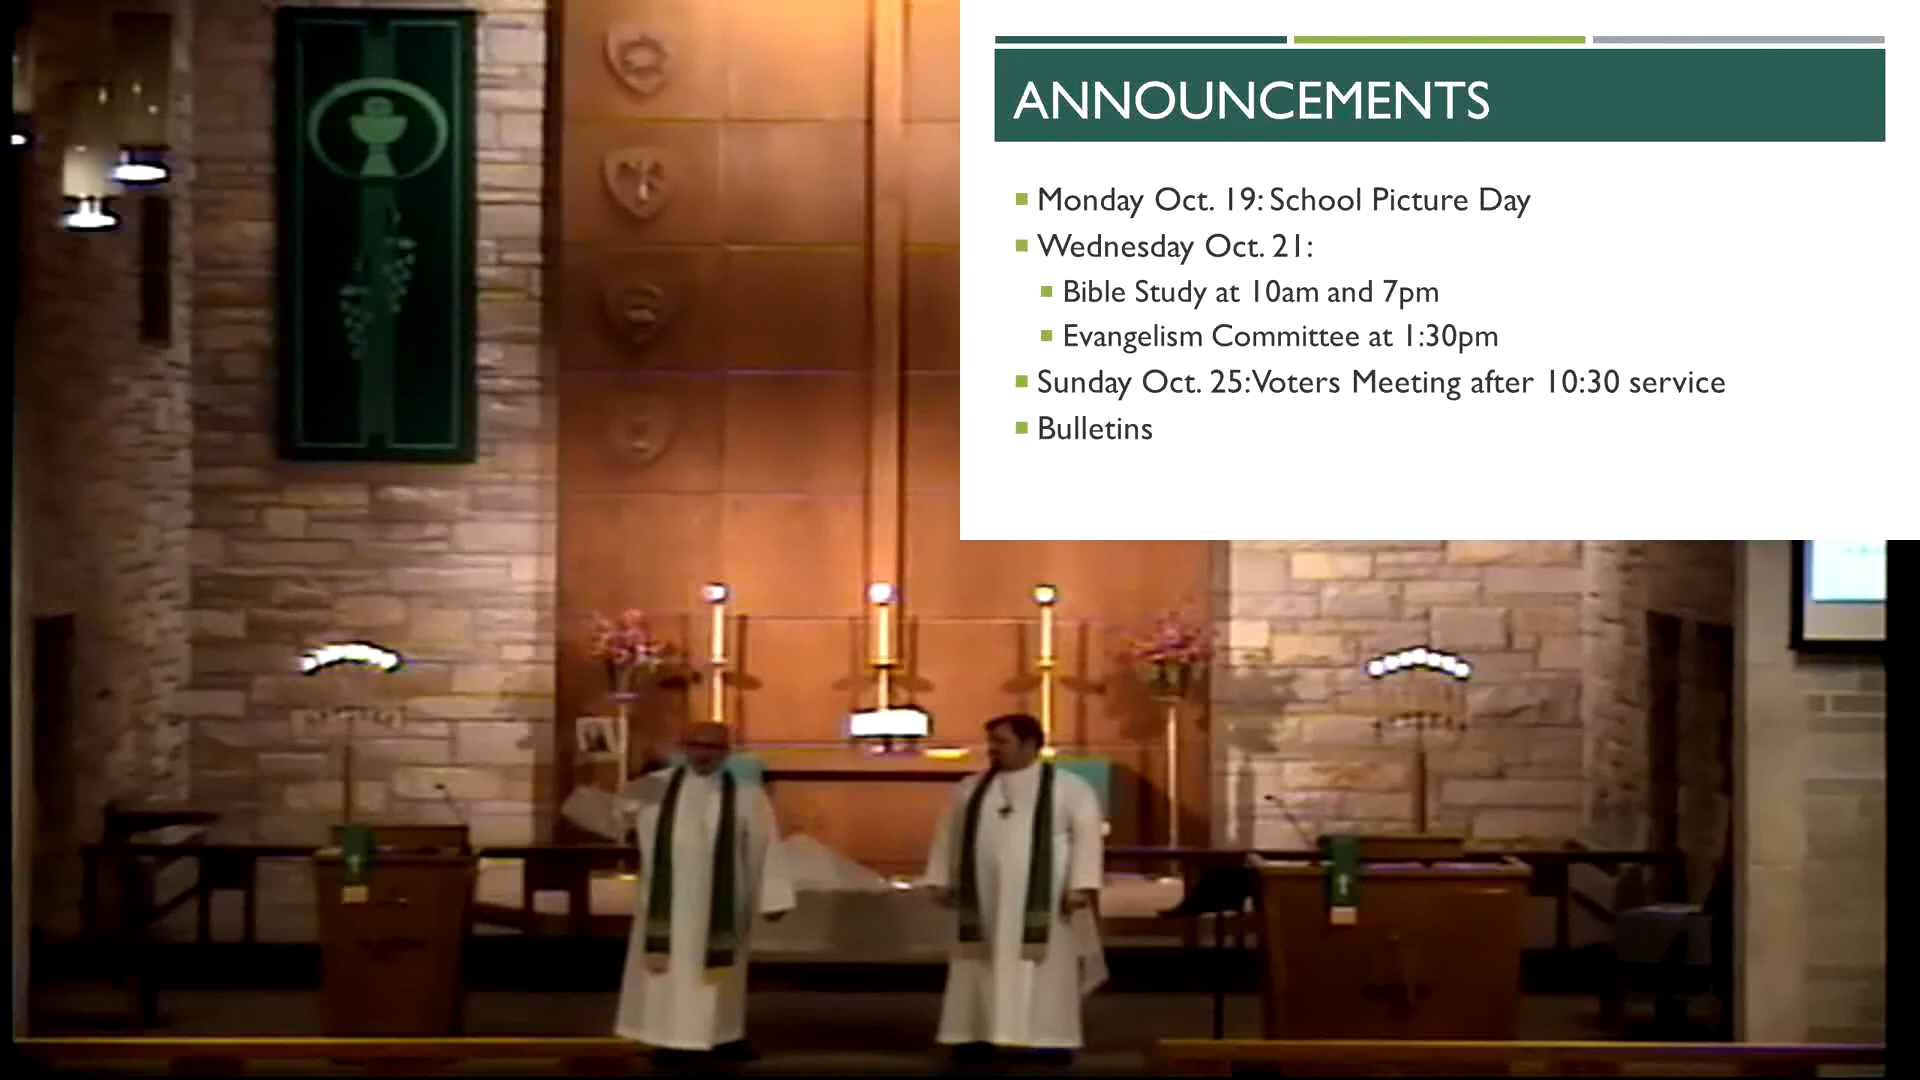 ANNOUNCEMENTS
Monday Oct. 19: School Picture Day
Wednesday Oct. 21:
Bible Study at 10am and 7pm
Evangelism Committee at 1:30pm
Sunday Oct. 25: Voters Meeting after 10:30 service
Bulletins